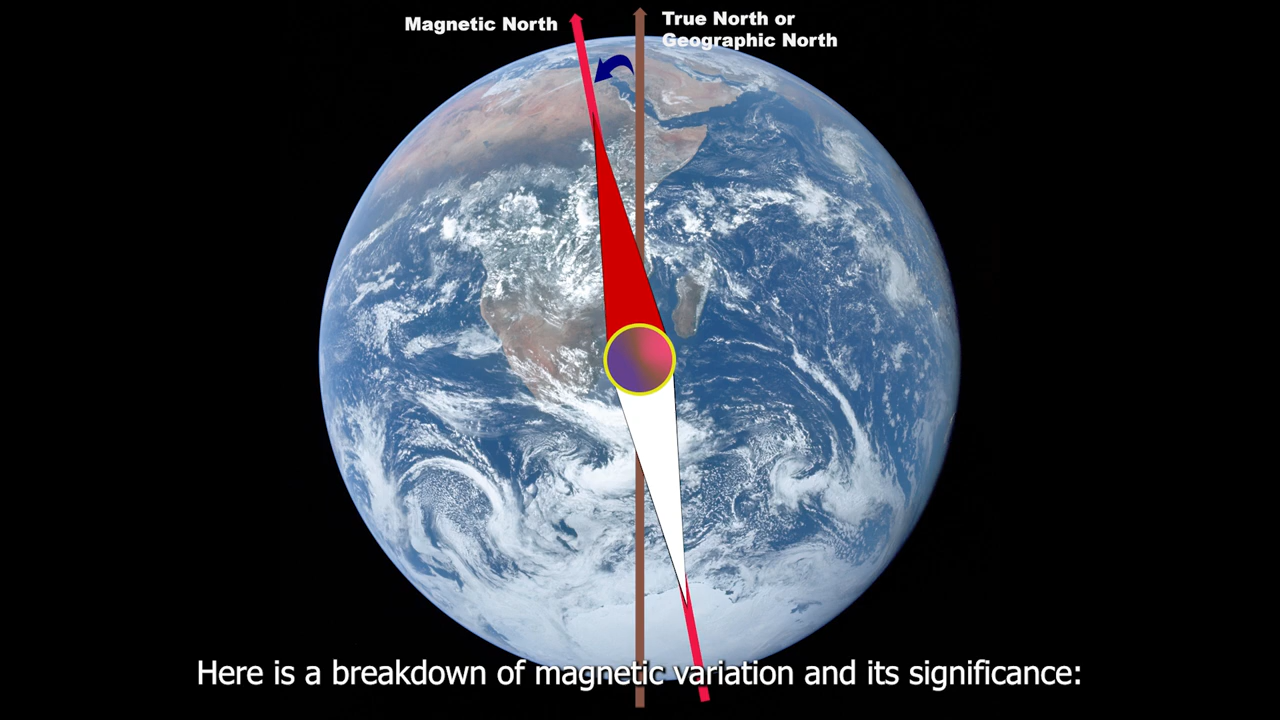 Magnetic North
True North or
Geographic North
Here is a breakdown of magnetic variation and its significance: